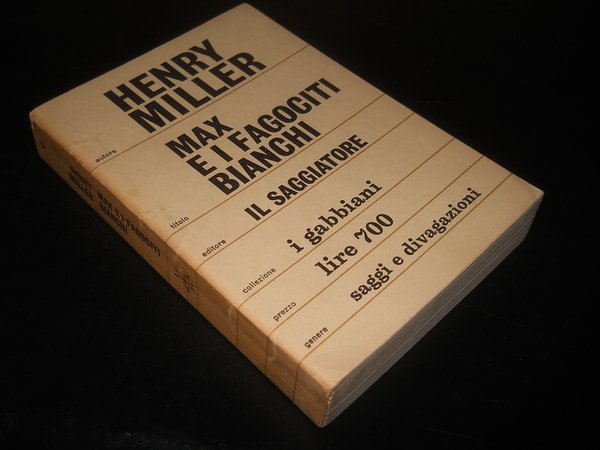 autore
HENRY
MILLER
titolo
MAX
E I FAGOCITI
BIANCHI
editore
IL SAGGIATORE
collezione
i gabbiani
prezzo
lire 700
genere
saggi e divagazioni
HENRY MAX E I FAGOCITI
MILLER BIANCHI